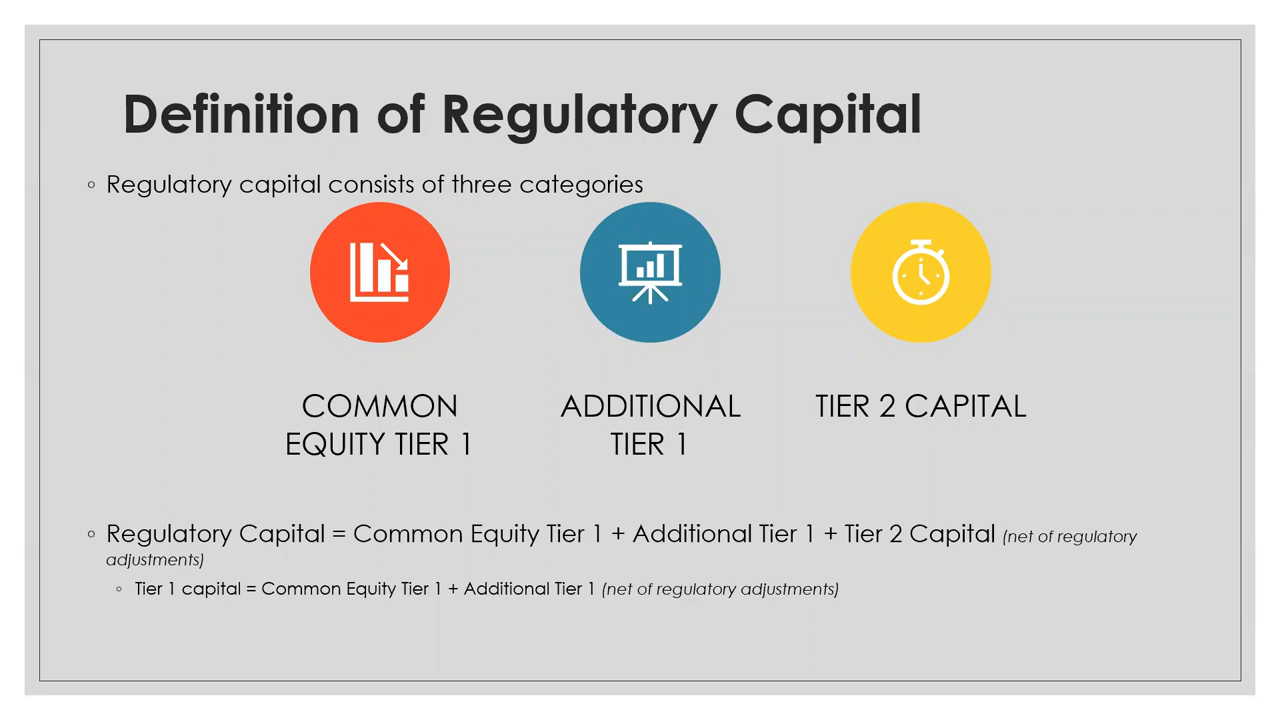 Definition of Regulatory Capital
◦ Regulatory capital consists of three categories
COMMON
EQUITY TIER 1
ADDITIONAL
TIER 1
TIER 2 CAPITAL
◦ Regulatory Capital = Common Equity Tier 1 + Additional Tier 1 + Tier 2 Capital (net of regulatory
adjustments)
◦ Tier 1 capital = Common Equity Tier 1 + Additional Tier 1 (net of regulatory adjustments)